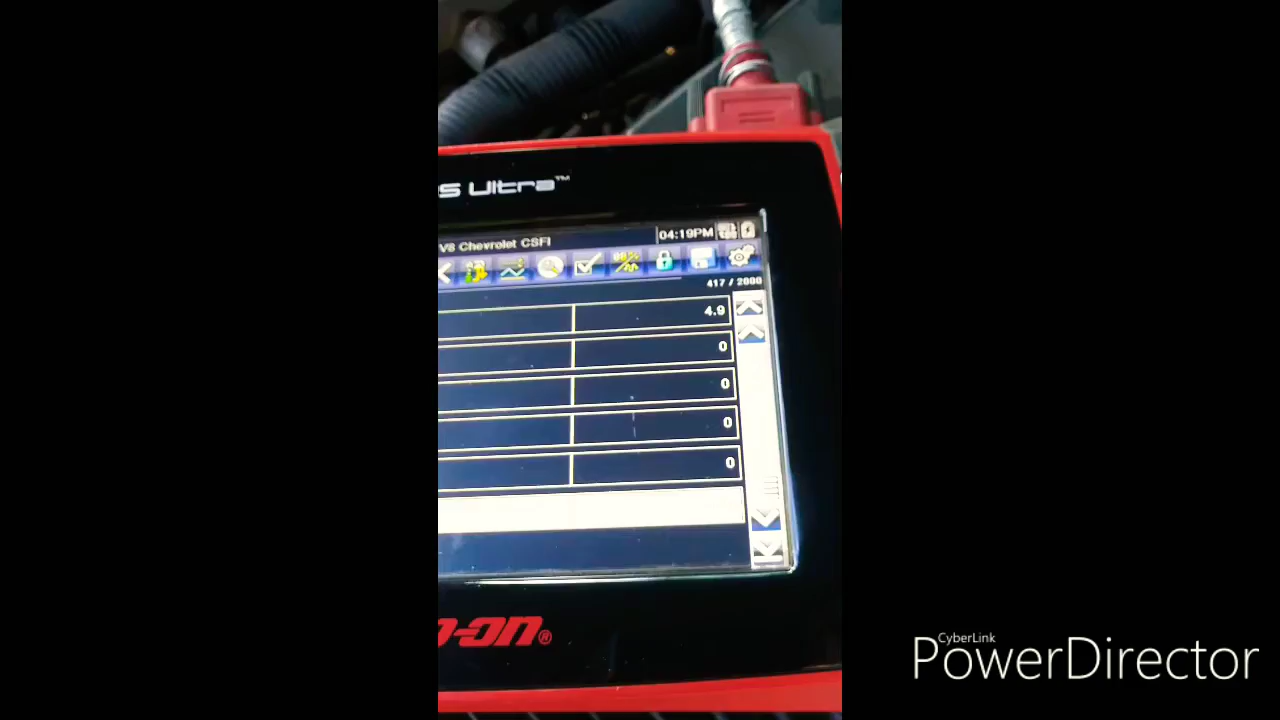 S Ultra™
V8 Chevrolet CSFI
04:19PM
417 / 2000
4.9
0
0
0
0
-on®
CyberLink
PowerDirector